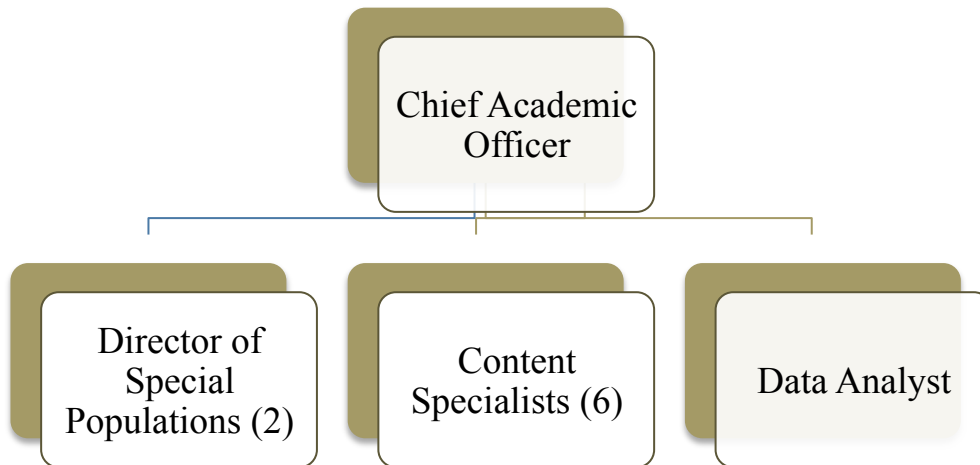 Chief Academic
Officer
Director of
Special
Populations (2)
Content
Specialists (6)
Data Analyst